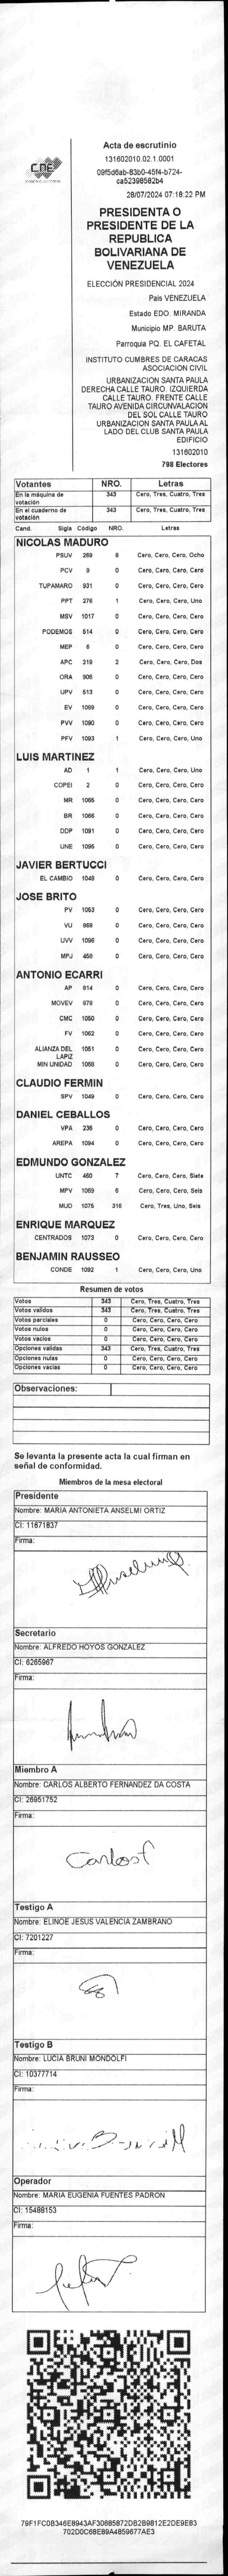 CNE
Acta de escrutinio
131602010.02.1.0001
09f5d6ab-83b0-45f4-b724-
ca52398582b4
28/07/2024 07:18:22 PM
PRESIDENTA O
PRESIDENTE DE LA
REPUBLICA
BOLIVARIANA DE
VENEZUELA
ELECCIÓN PRESIDENCIAL 2024
Pais VENEZUELA
Estado EDO. MIRANDA
Municipio MP. BARUTA
Parroquia PQ. EL CAFETAL
INSTITUTO CUMBRES DE CARACAS
ASOCIACION CIVIL
URBANIZACION SANTA PAULA
DERECHA CALLE TAURO. IZQUIERDA
CALLE TAURO. FRENTE CALLE
TAURO AVENIDA CIRCUNVALACION
DEL SOL CALLE TAURO
URBANIZACION SANTA PAULA AL
LADO DEL CLUB SANTA PAULA
EDIFICIO
131602010
798 Electores
Votantes NRO. Letras
En la máquina de votación 343 Cero, Tres, Cuatro, Tres
En el cuaderno de votación 343 Cero, Tres, Cuatro, Tres
Cand. Sigla Código NRO. Letras
NICOLAS MADURO
PSUV 269 8 Cero, Cero, Cero, Ocho
PCV 9 0 Cero, Cero, Cero, Cero
TUPAMARO 931 0 Cero, Cero, Cero, Cero
PPT 276 1 Cero, Cero, Cero, Uno
MSV 1017 0 Cero, Cero, Cero, Cero
PODEMOS 514 0 Cero, Cero, Cero, Cero
MEP 6 0 Cero, Cero, Cero, Cero
APC 219 2 Cero, Cero, Cero, Dos
ORA 906 0 Cero, Cero, Cero, Cero
UPV 513 0 Cero, Cero, Cero, Cero
EV 1089 0 Cero, Cero, Cero, Cero
PVV 1090 0 Cero, Cero, Cero, Cero
PFV 1093 1 Cero, Cero, Cero, Uno
LUIS MARTINEZ
AD 1 1 Cero, Cero, Cero, Uno
COPEI 2 0 Cero, Cero, Cero, Cero
MR 1065 0 Cero, Cero, Cero, Cero
BR 1066 0 Cero, Cero, Cero, Cero
DDP 1091 0 Cero, Cero, Cero, Cero
UNE 1095 0 Cero, Cero, Cero, Cero
JAVIER BERTUCCI
EL CAMBIO 1048 0 Cero, Cero, Cero, Cero
JOSE BRITO
PV 1053 0 Cero, Cero, Cero, Cero
VU 869 0 Cero, Cero, Cero, Cero
UVV 1096 0 Cero, Cero, Cero, Cero
MPJ 458 0 Cero, Cero, Cero, Cero
ANTONIO ECARRI
AP 814 0 Cero, Cero, Cero, Cero
MOVEV 978 0 Cero, Cero, Cero, Cero
CMC 1050 0 Cero, Cero, Cero, Cero
FV 1062 0 Cero, Cero, Cero, Cero
ALIANZA DEL LAPIZ 1051 0 Cero, Cero, Cero, Cero
MIN UNIDAD 1068 0 Cero, Cero, Cero, Cero
CLAUDIO FERMIN
SPV 1049 0 Cero, Cero, Cero, Cero
DANIEL CEBALLOS
VPA 236 0 Cero, Cero, Cero, Cero
AREPA 1094 0 Cero, Cero, Cero, Cero
EDMUNDO GONZALEZ
UNTC 460 7 Cero, Cero, Cero, Siete
MPV 1069 6 Cero, Cero, Cero, Seis
MUD 1075 316 Cero, Tres, Uno, Seis
ENRIQUE MARQUEZ
CENTRADOS 1073 0 Cero, Cero, Cero, Cero
BENJAMIN RAUSSEO
CONDE 1092 1 Cero, Cero, Cero, Uno
Resumen de votos
Votos 343 Cero, Tres, Cuatro, Tres
Votos validos 343 Cero, Tres, Cuatro, Tres
Votos parciales 0 Cero, Cero, Cero, Cero
Votos nulos 0 Cero, Cero, Cero, Cero
Votos vacios 0 Cero, Cero, Cero, Cero
Opciones validas 343 Cero, Tres, Cuatro, Tres
Opciones nulas 0 Cero, Cero, Cero, Cero
Opciones vacias 0 Cero, Cero, Cero, Cero
Observaciones:
Se levanta la presente acta la cual firman en
señal de conformidad.
Miembros de la mesa electoral
Presidente
Nombre: MARIA ANTONIETA ANSELMI ORTIZ
CI: 11671837
Firma:
Secretario
Nombre: ALFREDO HOYOS GONZALEZ
CI: 6265967
Firma:
Miembro A
Nombre: CARLOS ALBERTO FERNANDEZ DA COSTA
CI: 26951752
Firma:
Carlos f
Testigo A
Nombre: ELINOE JESUS VALENCIA ZAMBRANO
CI: 7201227
Firma:
Testigo B
Nombre: LUCIA BRUNI MONDOLFI
CI: 10377714
Firma:
Operador
Nombre: MARIA EUGENIA FUENTES PADRON
CI: 15488153
Firma:
79F1FC0B346E8943AF30685872DB2B9812E2DE9E83
702D0C68E89A4859677AE3